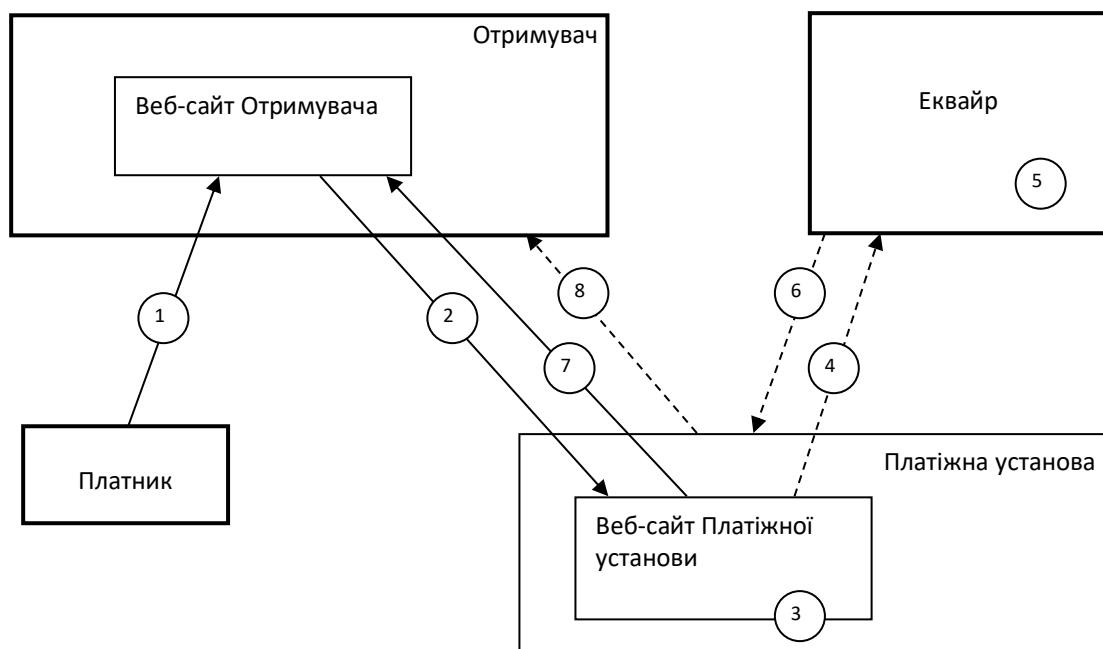 Отримувач
Веб-сайт Отримувача
Еквайр
5
8
6
1
2
7
4
Платіжна установа
Платник
Веб-сайт Платіжної
установи
3